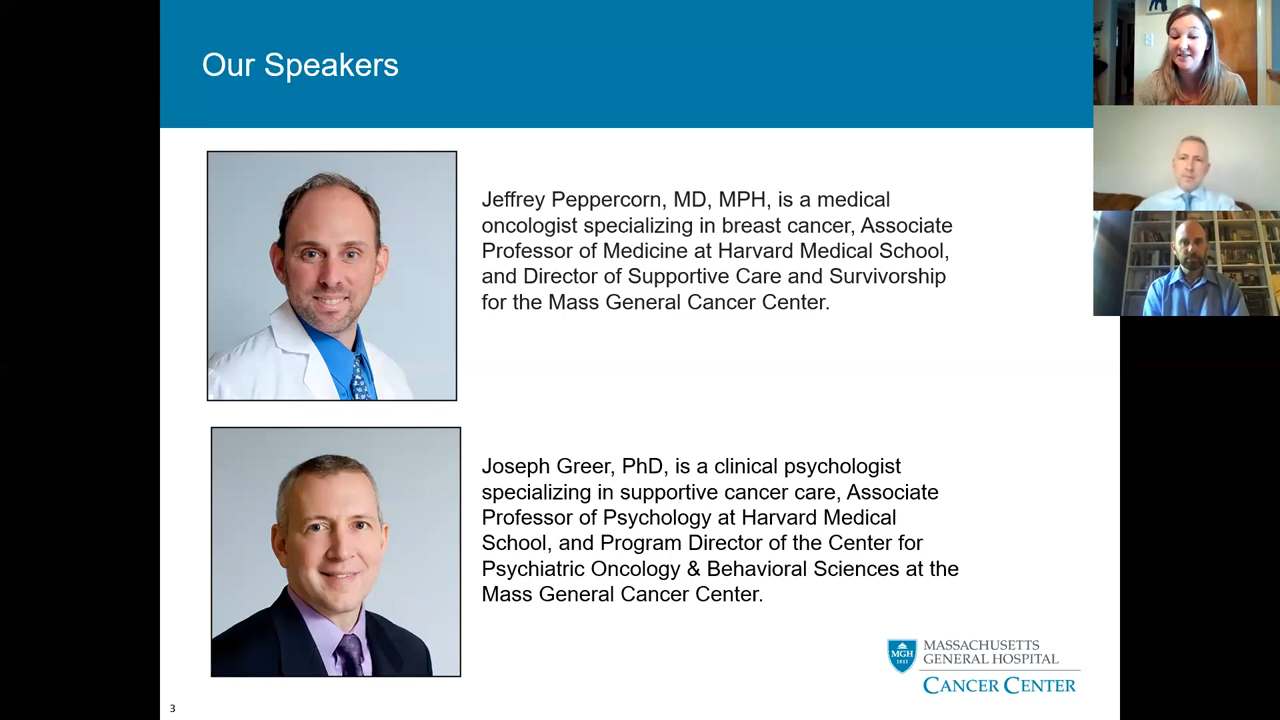 Our Speakers
Jeffrey Peppercorn, MD, MPH, is a medical
oncologist specializing in breast cancer, Associate
Professor of Medicine at Harvard Medical School,
and Director of Supportive Care and Survivorship
for the Mass General Cancer Center.
Joseph Greer, PhD, is a clinical psychologist
specializing in supportive cancer care, Associate
Professor of Psychology at Harvard Medical
School, and Program Director of the Center for
Psychiatric Oncology & Behavioral Sciences at the
Mass General Cancer Center.
MGH
1811
MASSACHUSETTS
GENERAL HOSPITAL
CANCER CENTER
3